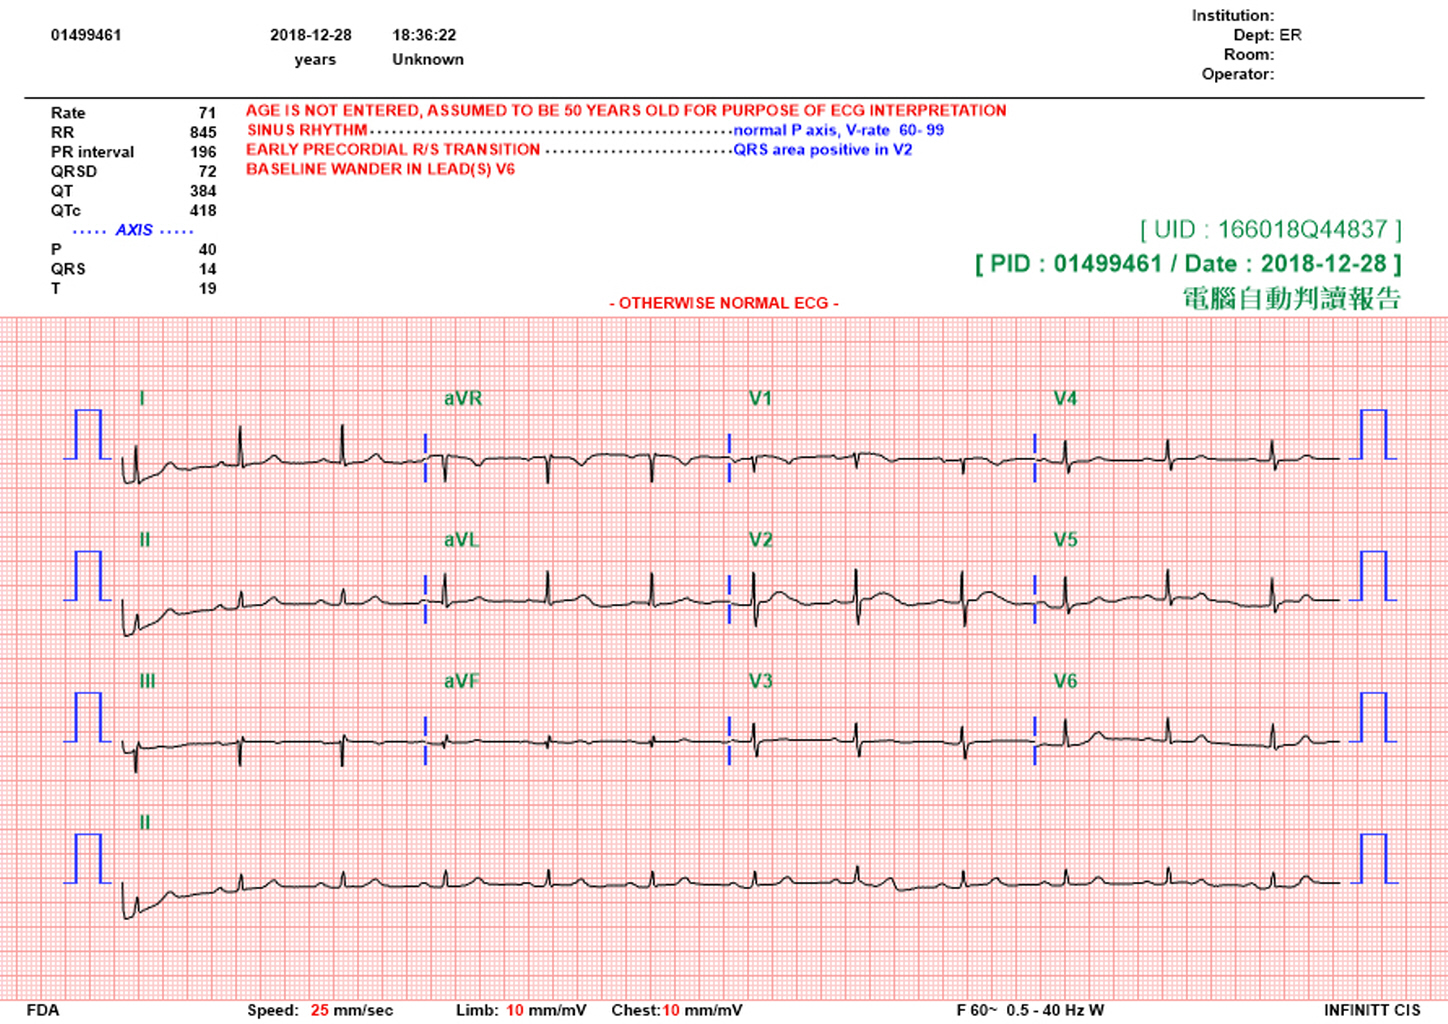 Institution:
01499461 2018-12-28 18:36:22 Dept: ER
years Unknown Room:
Operator:
Rate 71 AGE IS NOT ENTERED, ASSUMED TO BE 50 YEARS OLD FOR PURPOSE OF ECG INTERPRETATION
RR 845 SINUS RHYTHM normal P axis, V-rate 60- 99
PR interval 196 EARLY PRECORDIAL R/S TRANSITION QRS area positive in V2
QRSD 72 BASELINE WANDER IN LEAD(S) V6
QT 384
QTc 418
AXIS
P 40
QRS 14
T 19
[ UID : 166018Q44837 ]
[ PID : 01499461 / Date : 2018-12-28 ]
電腦自動判讀報告
- OTHERWISE NORMAL ECG -
I aVR V1 V4
II aVL V2 V5
III aVF V3 V6
II
FDA Speed: 25 mm/sec Limb: 10 mm/mV Chest:10 mm/mV F 60~ 0.5 - 40 Hz W INFINITT CIS